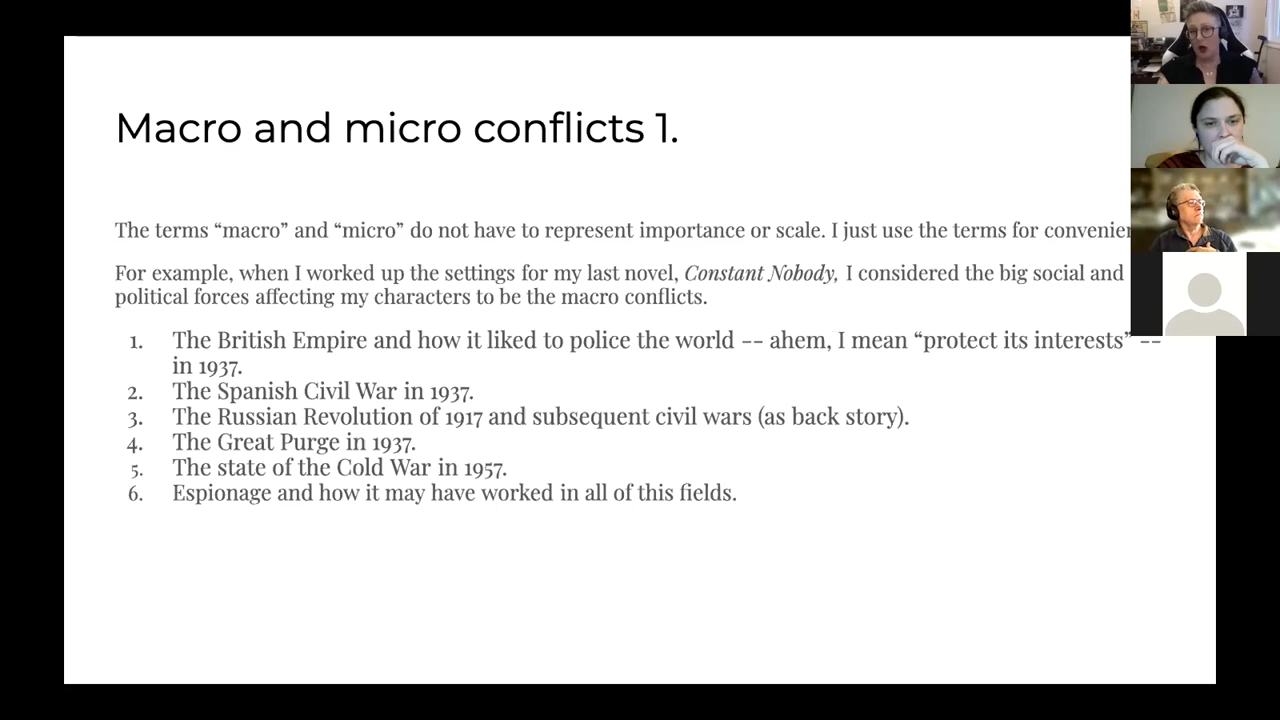 Macro and micro conflicts 1.
The terms “macro” and “micro” do not have to represent importance or scale. I just use the terms for
For example, when I worked up the settings for my last novel, Constant Nobody, I considered the big social and
political forces affecting my characters to be the macro conflicts.
1. The British Empire and how it liked to police the world -- ahem, I mean “protect its interests” --
in 1937.
2. The Spanish Civil War in 1937.
3. The Russian Revolution of 1917 and subsequent civil wars (as back story).
4. The Great Purge in 1937.
5. The state of the Cold War in 1957.
6. Espionage and how it may have worked in all of this fields.